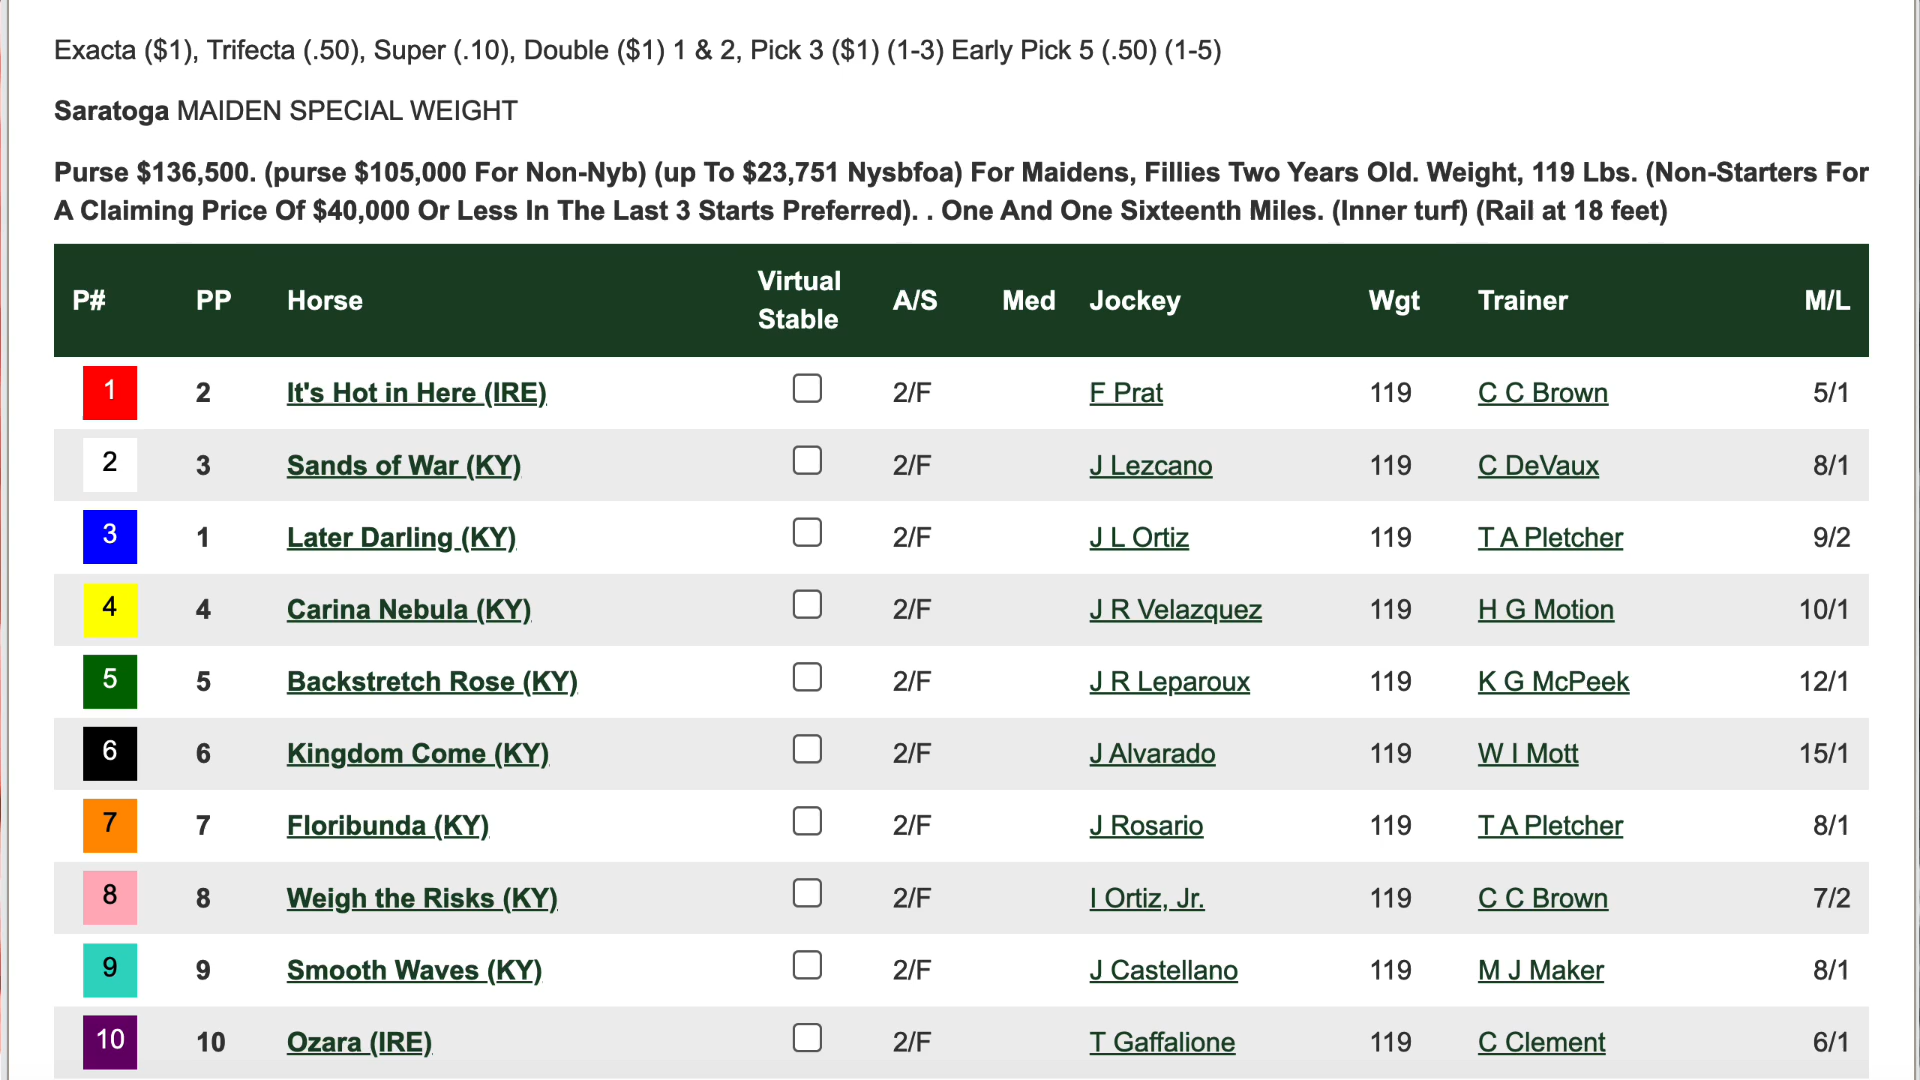 Exacta ($1), Trifecta (.50), Super (.10), Double ($1) 1 & 2, Pick 3 ($1) (1-3) Early Pick 5 (.50) (1-5)
Saratoga MAIDEN SPECIAL WEIGHT
Purse $136,500. (purse $105,000 For Non-Nyb) (up To $23,751 Nysbfoa) For Maidens, Fillies Two Years Old. Weight, 119 Lbs. (Non-Starters For
A Claiming Price Of $40,000 Or Less In The Last 3 Starts Preferred). . One And One Sixteenth Miles. (Inner turf) (Rail at 18 feet)
P# PP Horse Virtual Stable A/S Med Jockey Wgt Trainer M/L
1 2 It's Hot in Here (IRE) 2/F F Prat 119 C C Brown 5/1
2 3 Sands of War (KY) 2/F J Lezcano 119 C DeVaux 8/1
3 1 Later Darling (KY) 2/F J L Ortiz 119 T A Pletcher 9/2
4 4 Carina Nebula (KY) 2/F J R Velazquez 119 H G Motion 10/1
5 5 Backstretch Rose (KY) 2/F J R Leparoux 119 K G McPeek 12/1
6 6 Kingdom Come (KY) 2/F J Alvarado 119 W I Mott 15/1
7 7 Floribunda (KY) 2/F J Rosario 119 T A Pletcher 8/1
8 8 Weigh the Risks (KY) 2/F I Ortiz, Jr. 119 C C Brown 7/2
9 9 Smooth Waves (KY) 2/F J Castellano 119 M J Maker 8/1
10 10 Ozara (IRE) 2/F T Gaffalione 119 C Clement 6/1